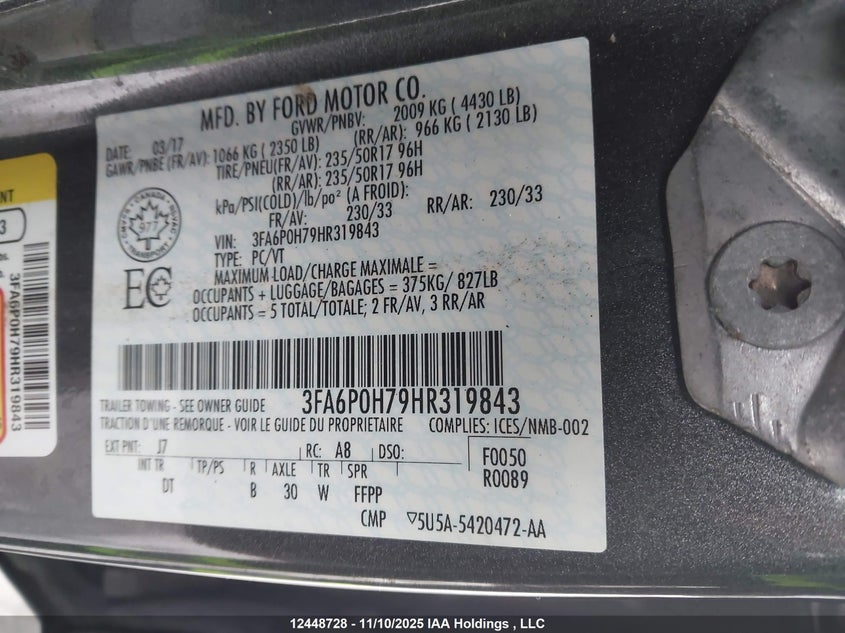 MFD. BY FORD MOTOR CO.
DATE: 03/17 GVWR/PNBV: 2009 KG ( 4430 LB)
GAWR/PNBE (FR/AV): 1066 KG ( 2350 LB) (RR/AR): 966 KG ( 2130 LB)
TIRE/PNEU(FR/AV): 235/50R17 96H
(RR/AR): 235/50R17 96H
kPa/PSI(COLD)/lb/po² (A FROID):
FR/AV: 230/33 RR/AR: 230/33
VIN: 3FA6P0H79HR319843
TYPE: PC/VT
MAXIMUM LOAD/CHARGE MAXIMALE =
OCCUPANTS + LUGGAGE/BAGAGES = 375KG/ 827LB
OCCUPANTS = 5 TOTAL/TOTALE; 2 FR/AV, 3 RR/AR
CANADA
TRANSPORT
977
EC
3FA6P0H79HR319843
TRAILER TOWING - SEE OWNER GUIDE
TRACTION D'UNE REMORQUE - VOIR LE GUIDE DU PROPRIETAIRE COMPLIES: ICES/NMB-002
EXT PNT: J7 RC: A8 DSO: F0050
R0089
INT TR TP/PS R AXLE TR SPR
DT B 30 W FFPP
CMP ▽5U5A-5420472-AA
NT
3
3FA6P0H79HR319843
12448728 - 11/10/2025 IAA Holdings , LLC